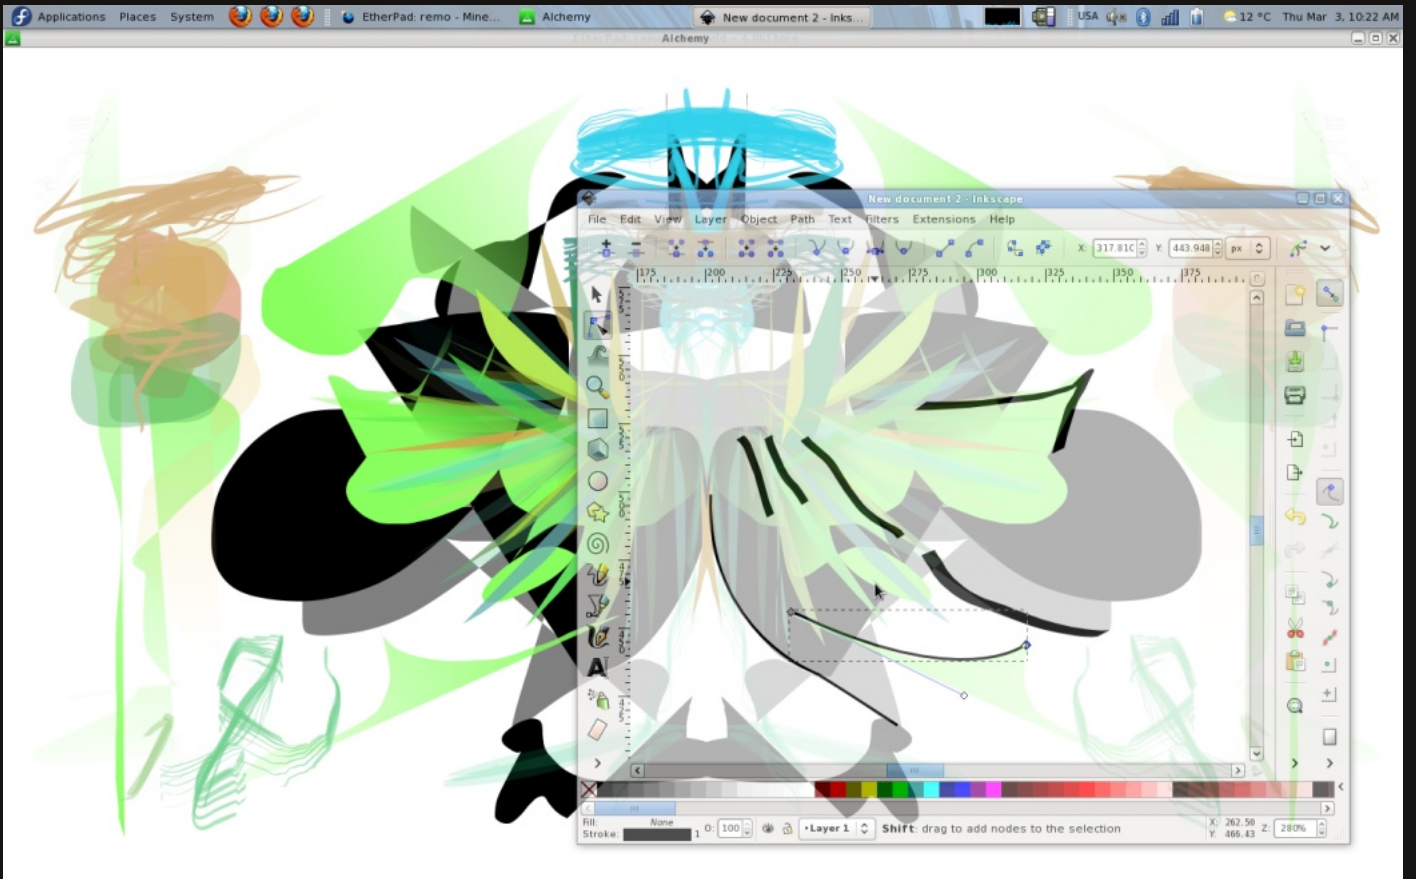 Applications Places System EtherPad: remo - Mine... Alchemy New document 2 - Inks... USA 12 °C Thu Mar 3, 10:22 AM
Alchemy
New document 2 - Inkscape
File Edit View Layer Object Path Text Filters Extensions Help
X: 317.810 Y: 443.948 px
175 200 225 250 275 300 325 350 375
Fill: None
Stroke: 1 O: 100 •Layer 1 Shift: drag to add nodes to the selection
X: 262.50
Y: 466.43 Z: 280%